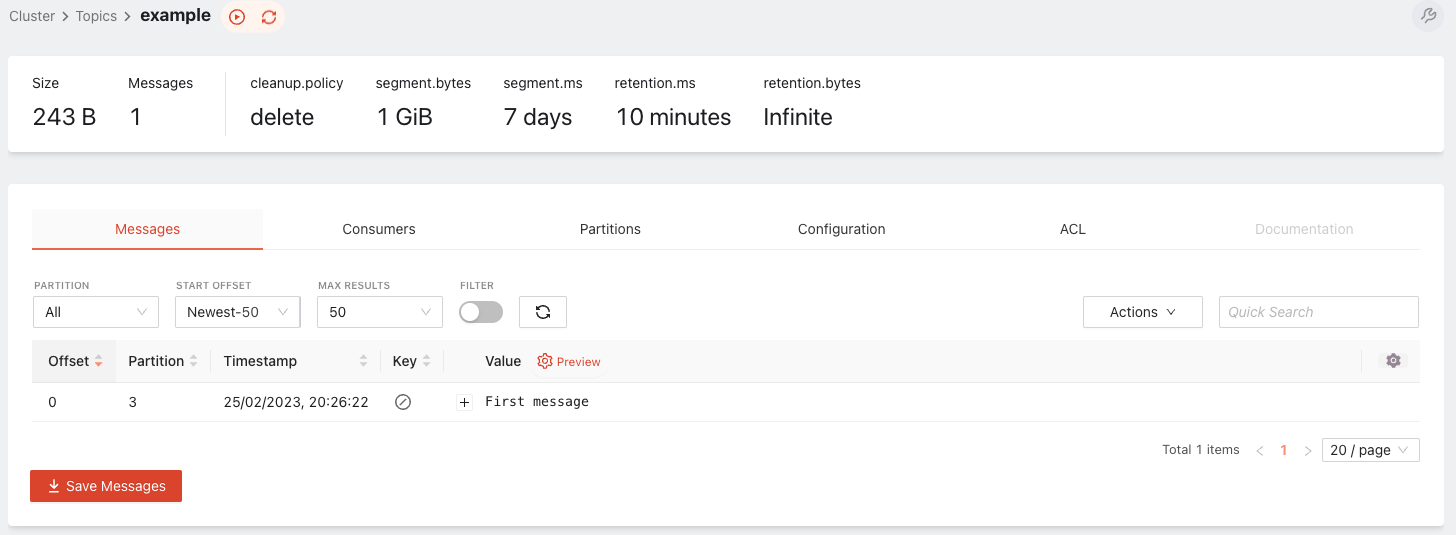 Cluster > Topics > example
Size Messages cleanup.policy segment.bytes segment.ms retention.ms retention.bytes
243 B 1 delete 1 GiB 7 days 10 minutes Infinite
Messages Consumers Partitions Configuration ACL Documentation
PARTITION START OFFSET MAX RESULTS FILTER
All Newest-50 50 Actions Quick Search
Offset Partition Timestamp Key Value Preview
0 3 25/02/2023, 20:26:22 + First message
Total 1 items < 1 > 20 / page
Save Messages